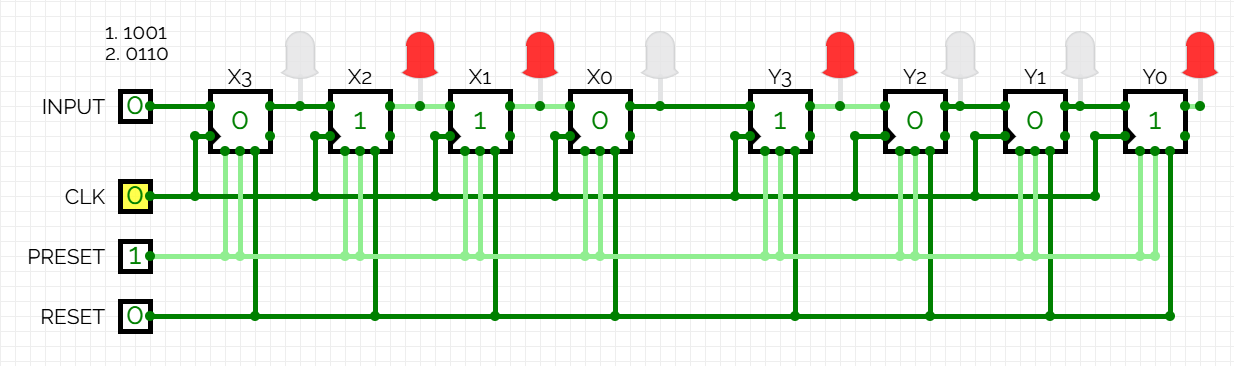 1. 1001
2. 0110
X3 X2 X1 X0 Y3 Y2 Y1 Y0
INPUT 0 0 1 1 0 1 0 0 1
CLK 0
PRESET 1
RESET 0